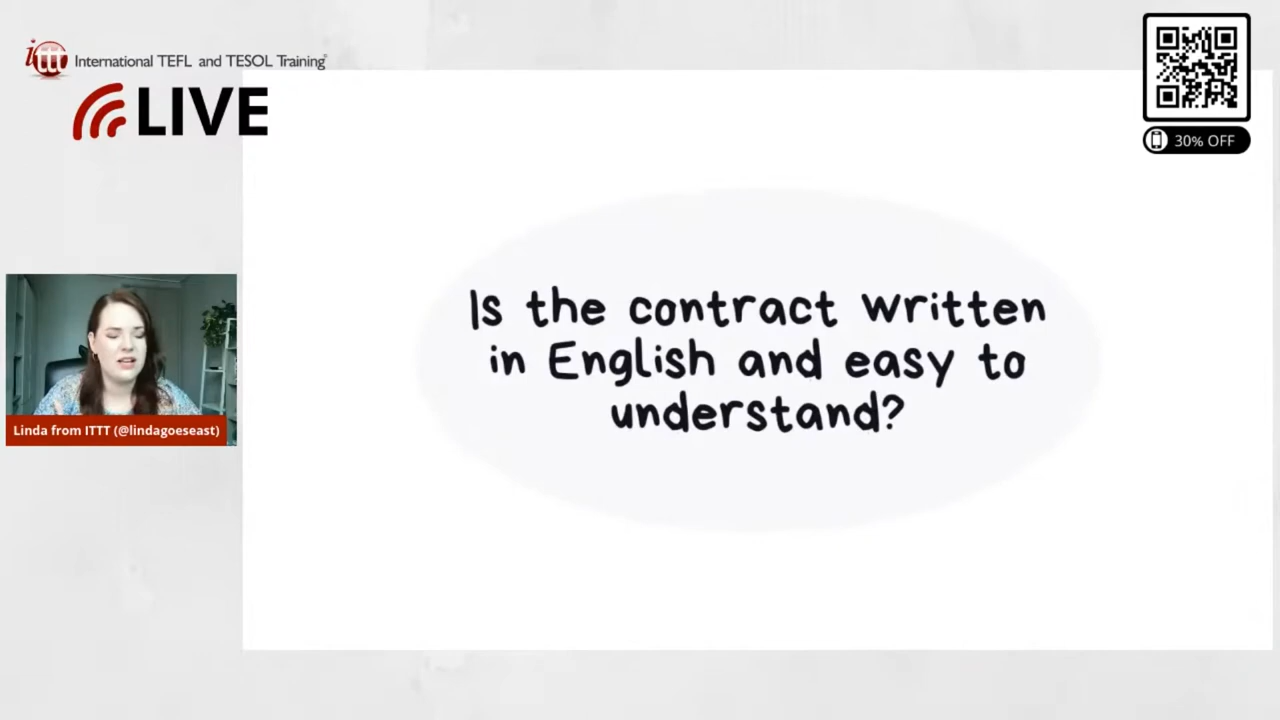 ittt International TEFL and TESOL Training
LIVE
30% OFF
Is the contract written
in English and easy to
understand?
Linda from ITTT (@lindagoeseast)